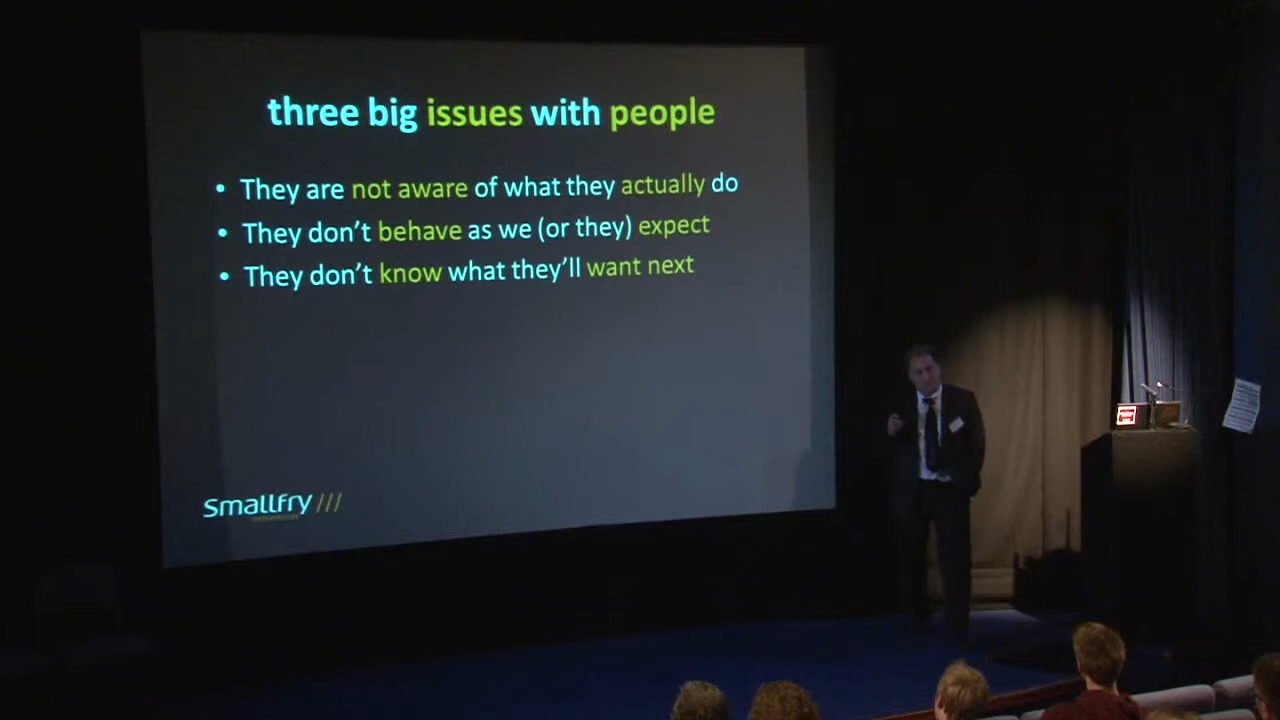 three big issues with people
• They are not aware of what they actually do
• They don't behave as we (or they) expect
• They don't know what they'll want next
Smallfry ///